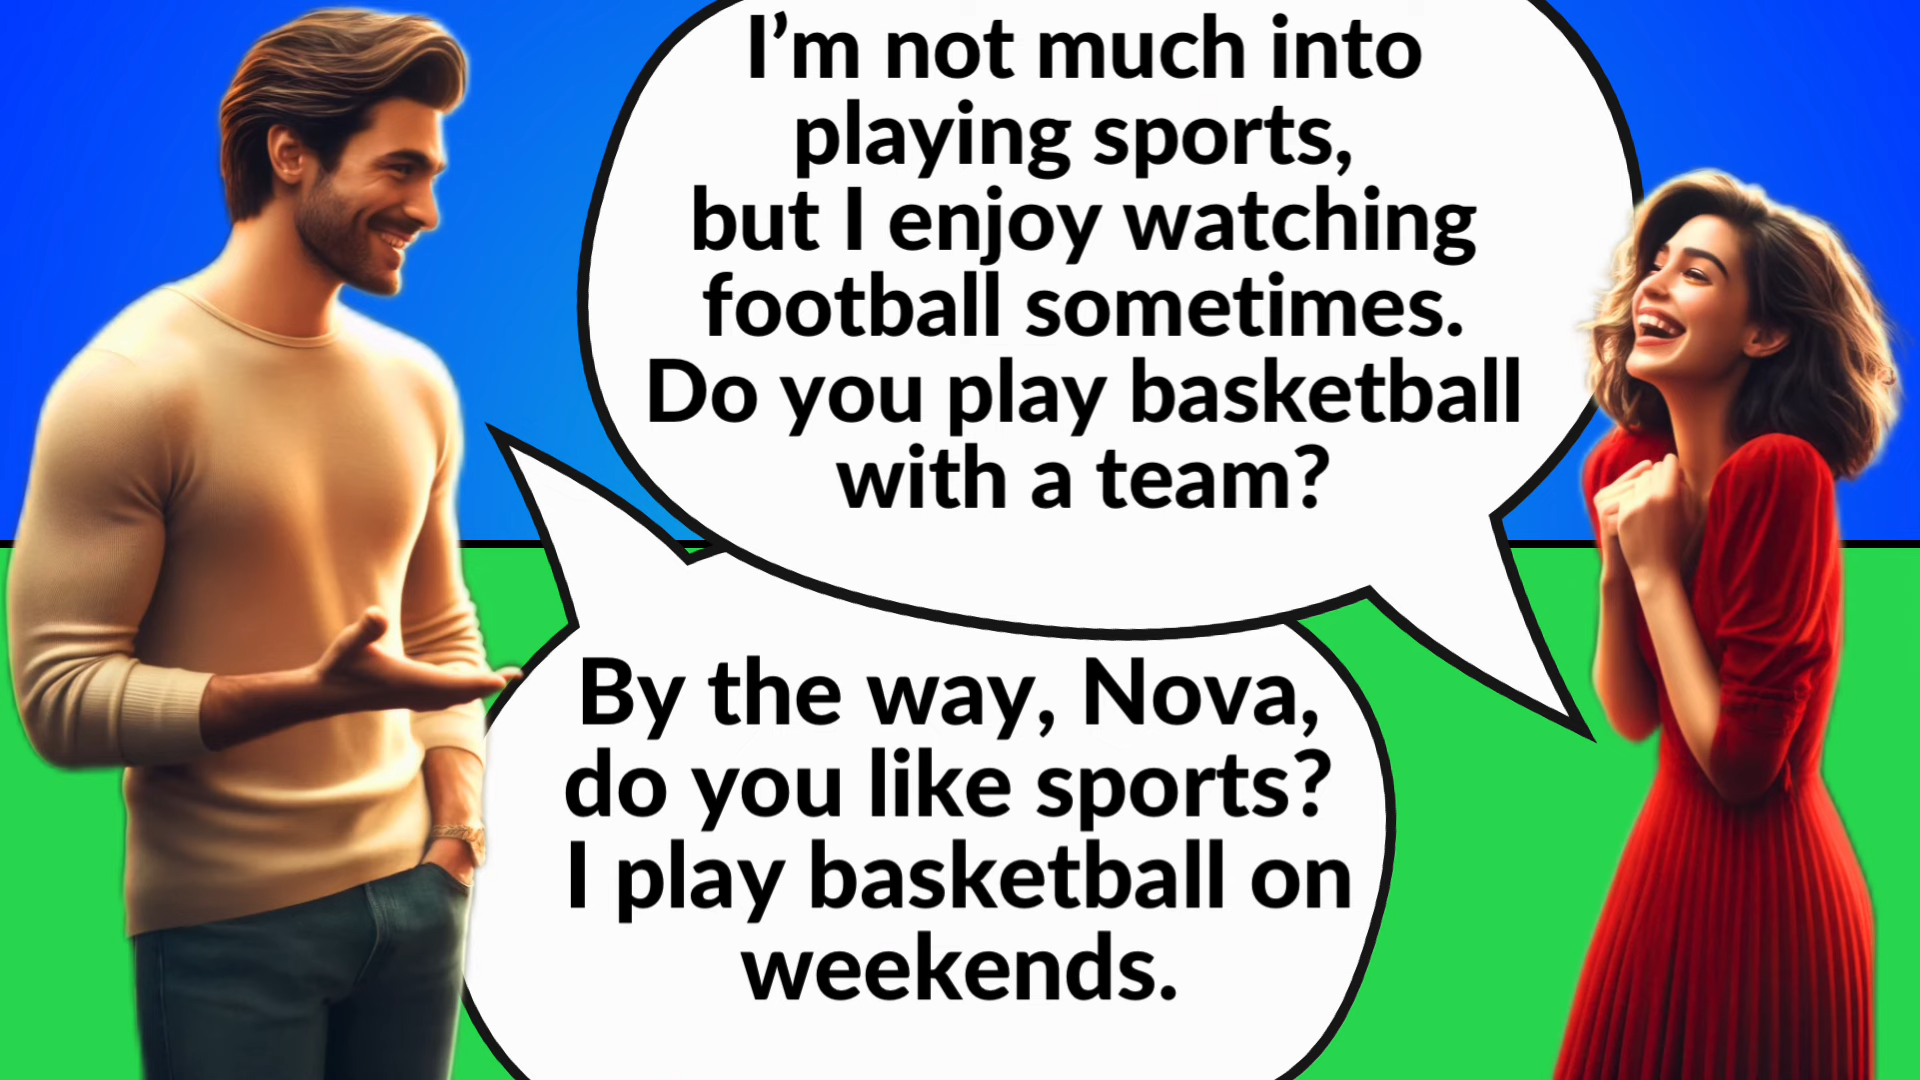 I’m not much into
playing sports,
but I enjoy watching
football sometimes.
Do you play basketball
with a team?
By the way, Nova,
do you like sports?
I play basketball on
weekends.